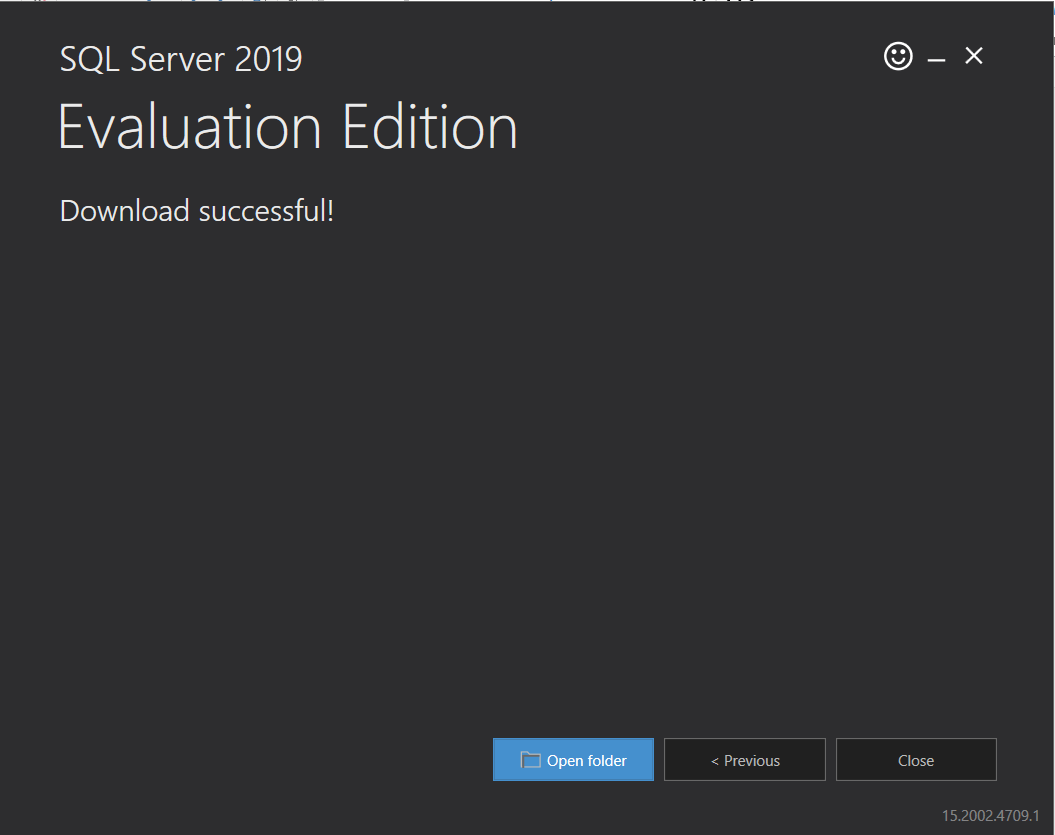 SQL Server 2019
Evaluation Edition
Download successful!
Open folder
< Previous
Close
15.2002.4709.1